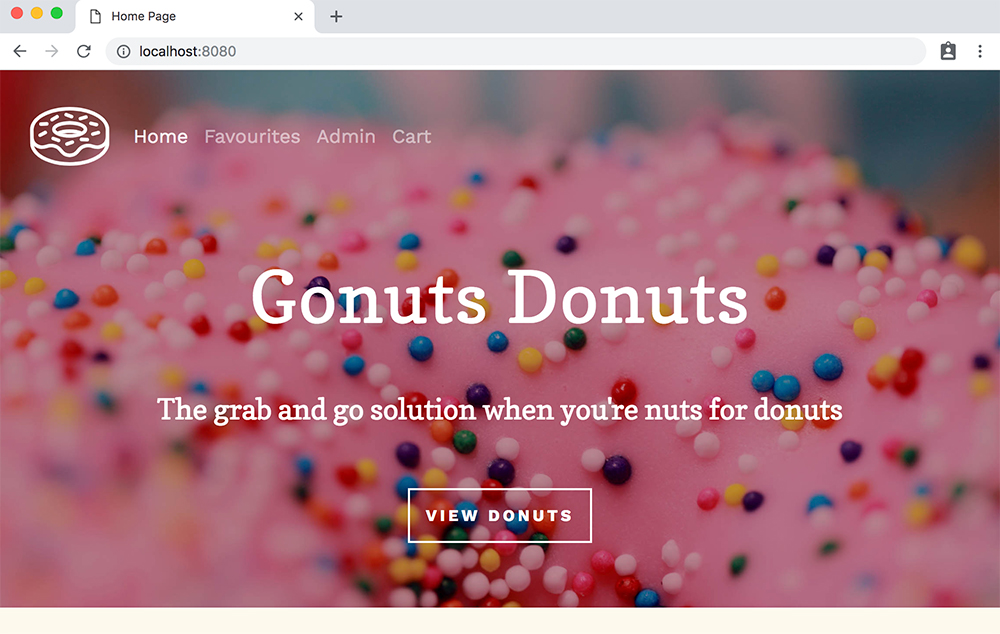 Home Page
localhost:8080
Home Favourites Admin Cart
Gonuts Donuts
The grab and go solution when you're nuts for donuts
VIEW DONUTS